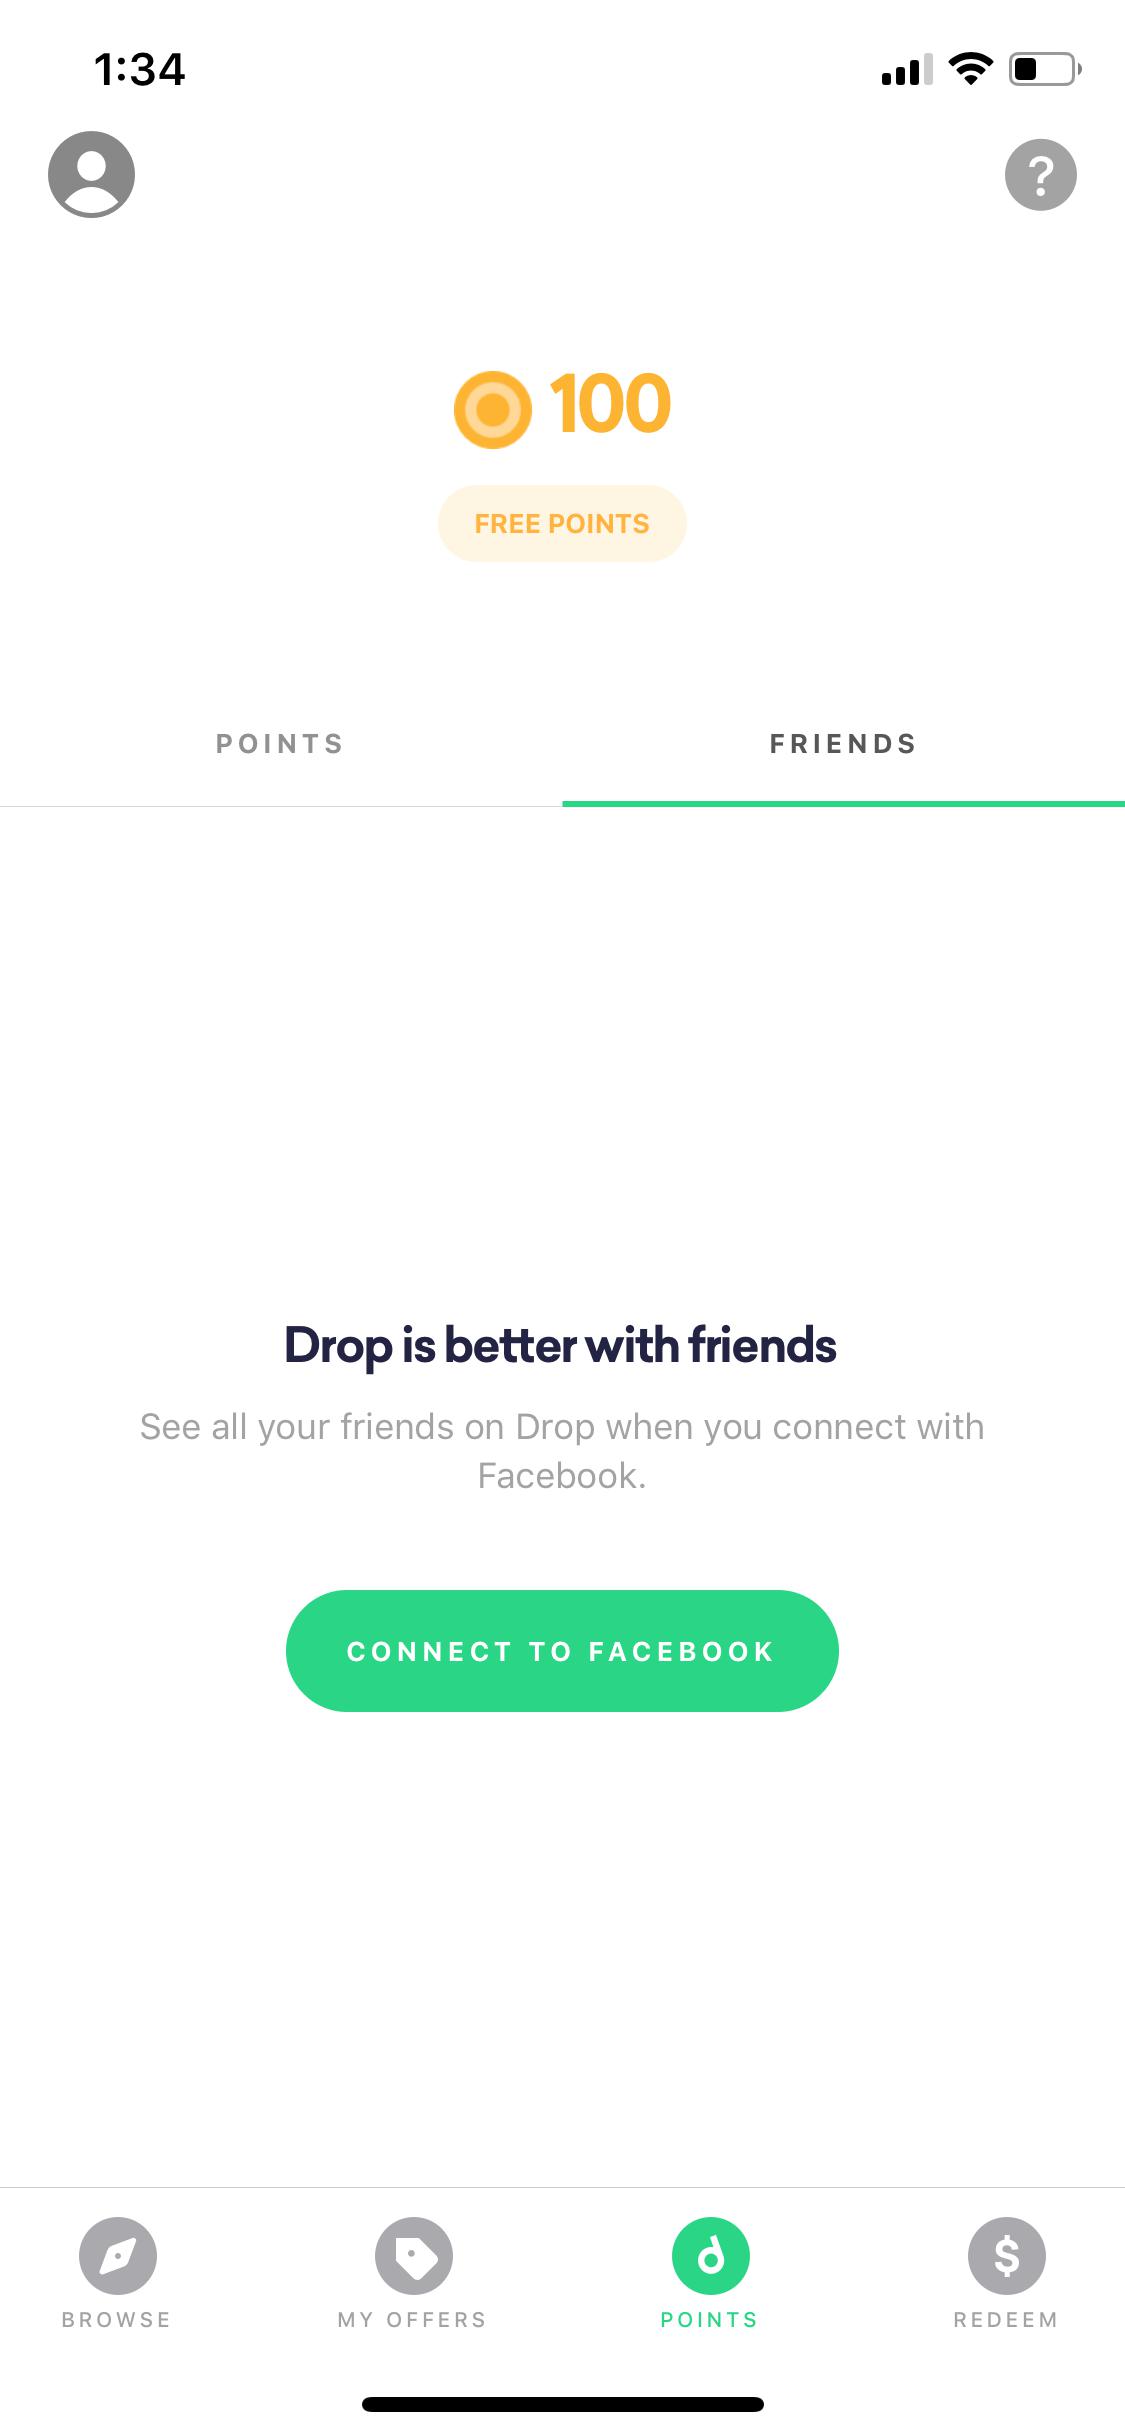 1:34
?
100
FREE POINTS
POINTS
FRIENDS
Drop is better with friends
See all your friends on Drop when you connect with
Facebook.
CONNECT TO FACEBOOK
d
$
BROWSE
MY OFFERS
POINTS
REDEEM